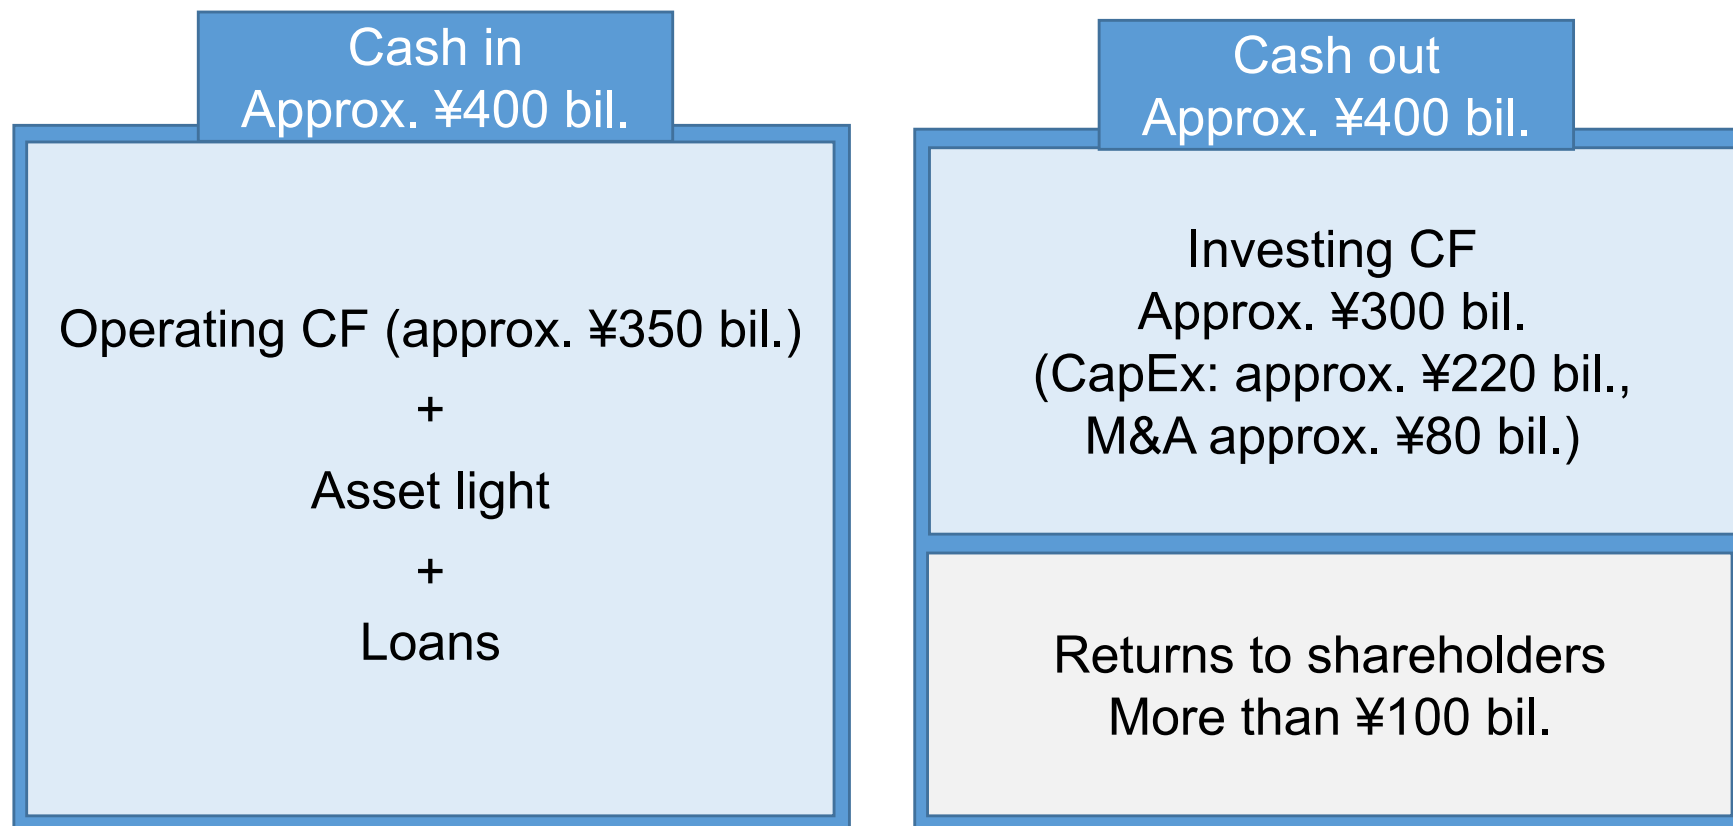 Cash in
Approx. ¥400 bil.
Operating CF (approx. ¥350 bil.)
+
Asset light
+
Loans
Cash out
Approx. ¥400 bil.
Investing CF
Approx. ¥300 bil.
(CapEx: approx. ¥220 bil.,
M&A approx. ¥80 bil.)
Returns to shareholders
More than ¥100 bil.